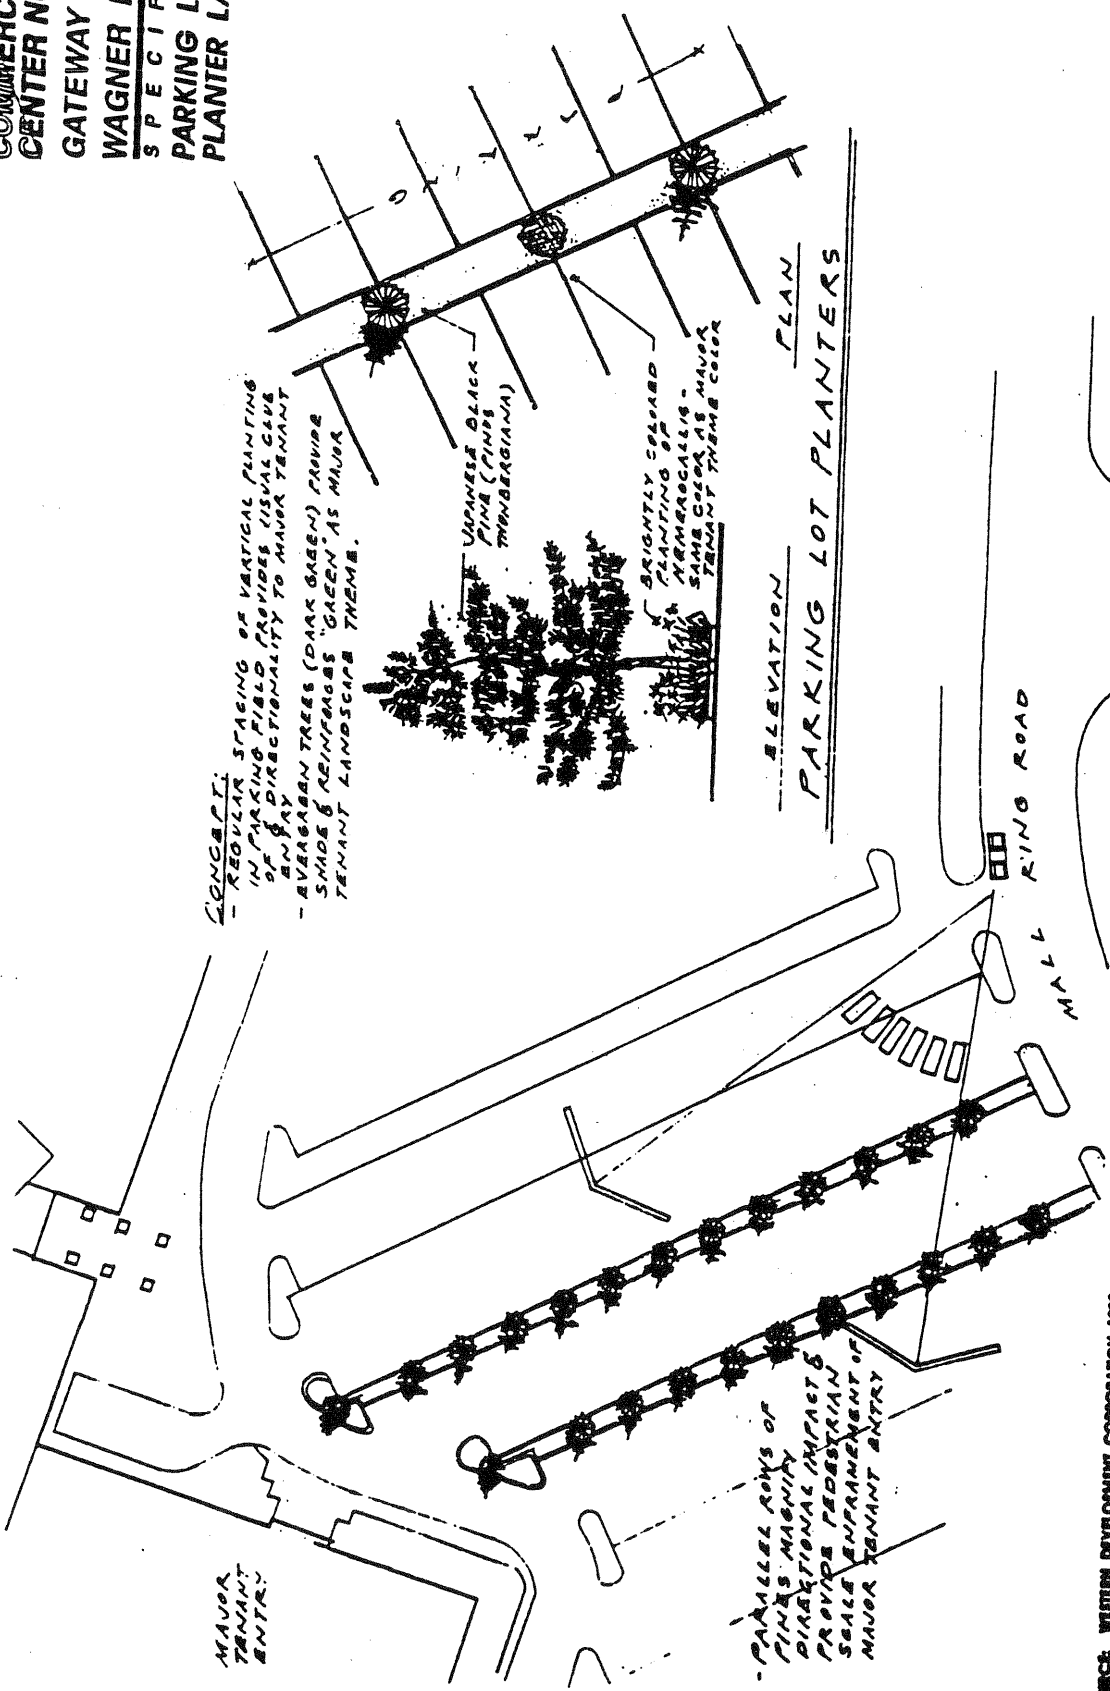 COMMERC
CENTER N
GATEWAY
WAGNER
SPECIF
PARKING L
PLANTER LA
CONCEPT:
- REGULAR SPACING OF VERTICAL PLANTING
IN PARKING FIELD PROVIDES VISUAL CLUE
OF & DIRECTIONALITY TO MAJOR TENANT
ENTRY
- EVERGREEN TREES (DARK GREEN) PROVIDE
SHADE & REINFORCES "GREEN" AS MAJOR
TENANT LANDSCAPE THEME.
JAPANESE BLACK
PINE (PINUS
THUNBERGIANA)
BRIGHTLY COLORED
PLANTING OF
HEMEROCALLIS -
SAME COLOR AS MAJOR
TENANT THEME COLOR
ELEVATION
PLAN
PARKING LOT PLANTERS
MALL RING ROAD
MAJOR
TENANT
ENTRY
- PARALLEL ROWS OF
PINES MAGNIFY
DIRECTIONAL IMPACT &
PROVIDE PEDESTRIAN
SCALE ENFRAMEMENT OF
MAJOR TENANT ENTRY
WESTERN DEVELOPMENT CORPORATION